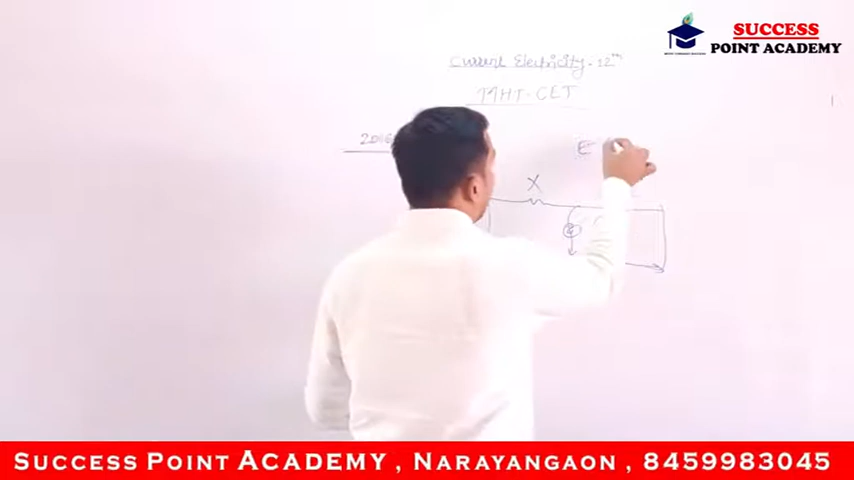 SUCCESS
POINT ACADEMY
Current Electricity - 12th
MHT-CET
2016
X
G
SUCCESS POINT ACADEMY , NARAYANGAON , 8459983045